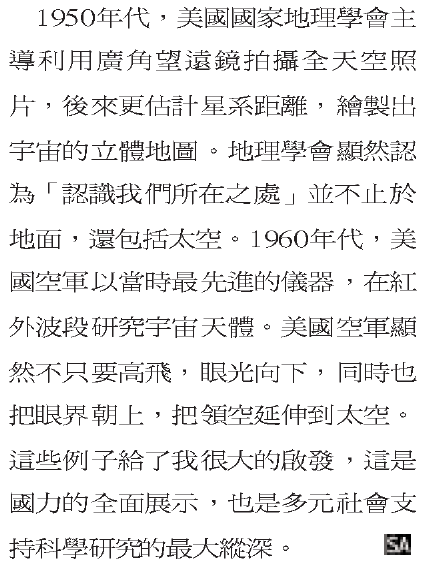 1950年代，美國國家地理學會主
導利用廣角望遠鏡拍攝全天空照
片，後來更估計星系距離，繪製出
宇宙的立體地圖。地理學會顯然認
為「認識我們所在之處」並不止於
地面，還包括太空。1960年代，美
國空軍以當時最先進的儀器，在紅
外波段研究宇宙天體。美國空軍顯
然不只要高飛，眼光向下，同時也
把眼界朝上，把領空延伸到太空。
這些例子給了我很大的啟發，這是
國力的全面展示，也是多元社會支
持科學研究的最大縱深。 SA